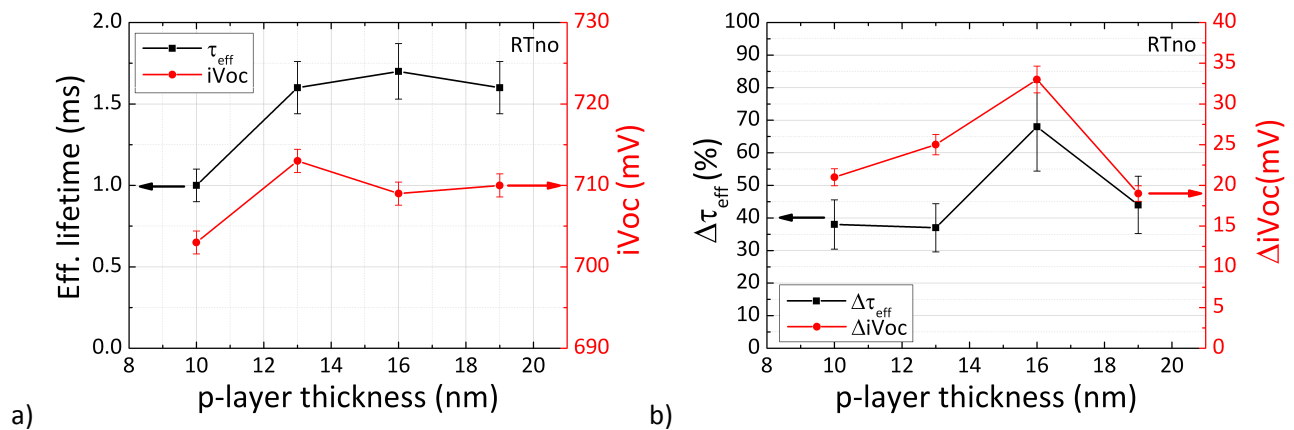 RTno
τeff
iVoc
2.0
1.5
1.0
0.5
0.0
Eff. lifetime (ms)
730
720
710
700
690
iVoc (mV)
8 10 12 14 16 18 20
p-layer thickness (nm)
a)
RTno
Δτeff
ΔiVoc
100
90
80
70
60
50
40
30
20
10
0
Δτeff (%)
40
35
30
25
20
15
10
5
0
ΔiVoc(mV)
8 10 12 14 16 18 20
p-layer thickness (nm)
b)